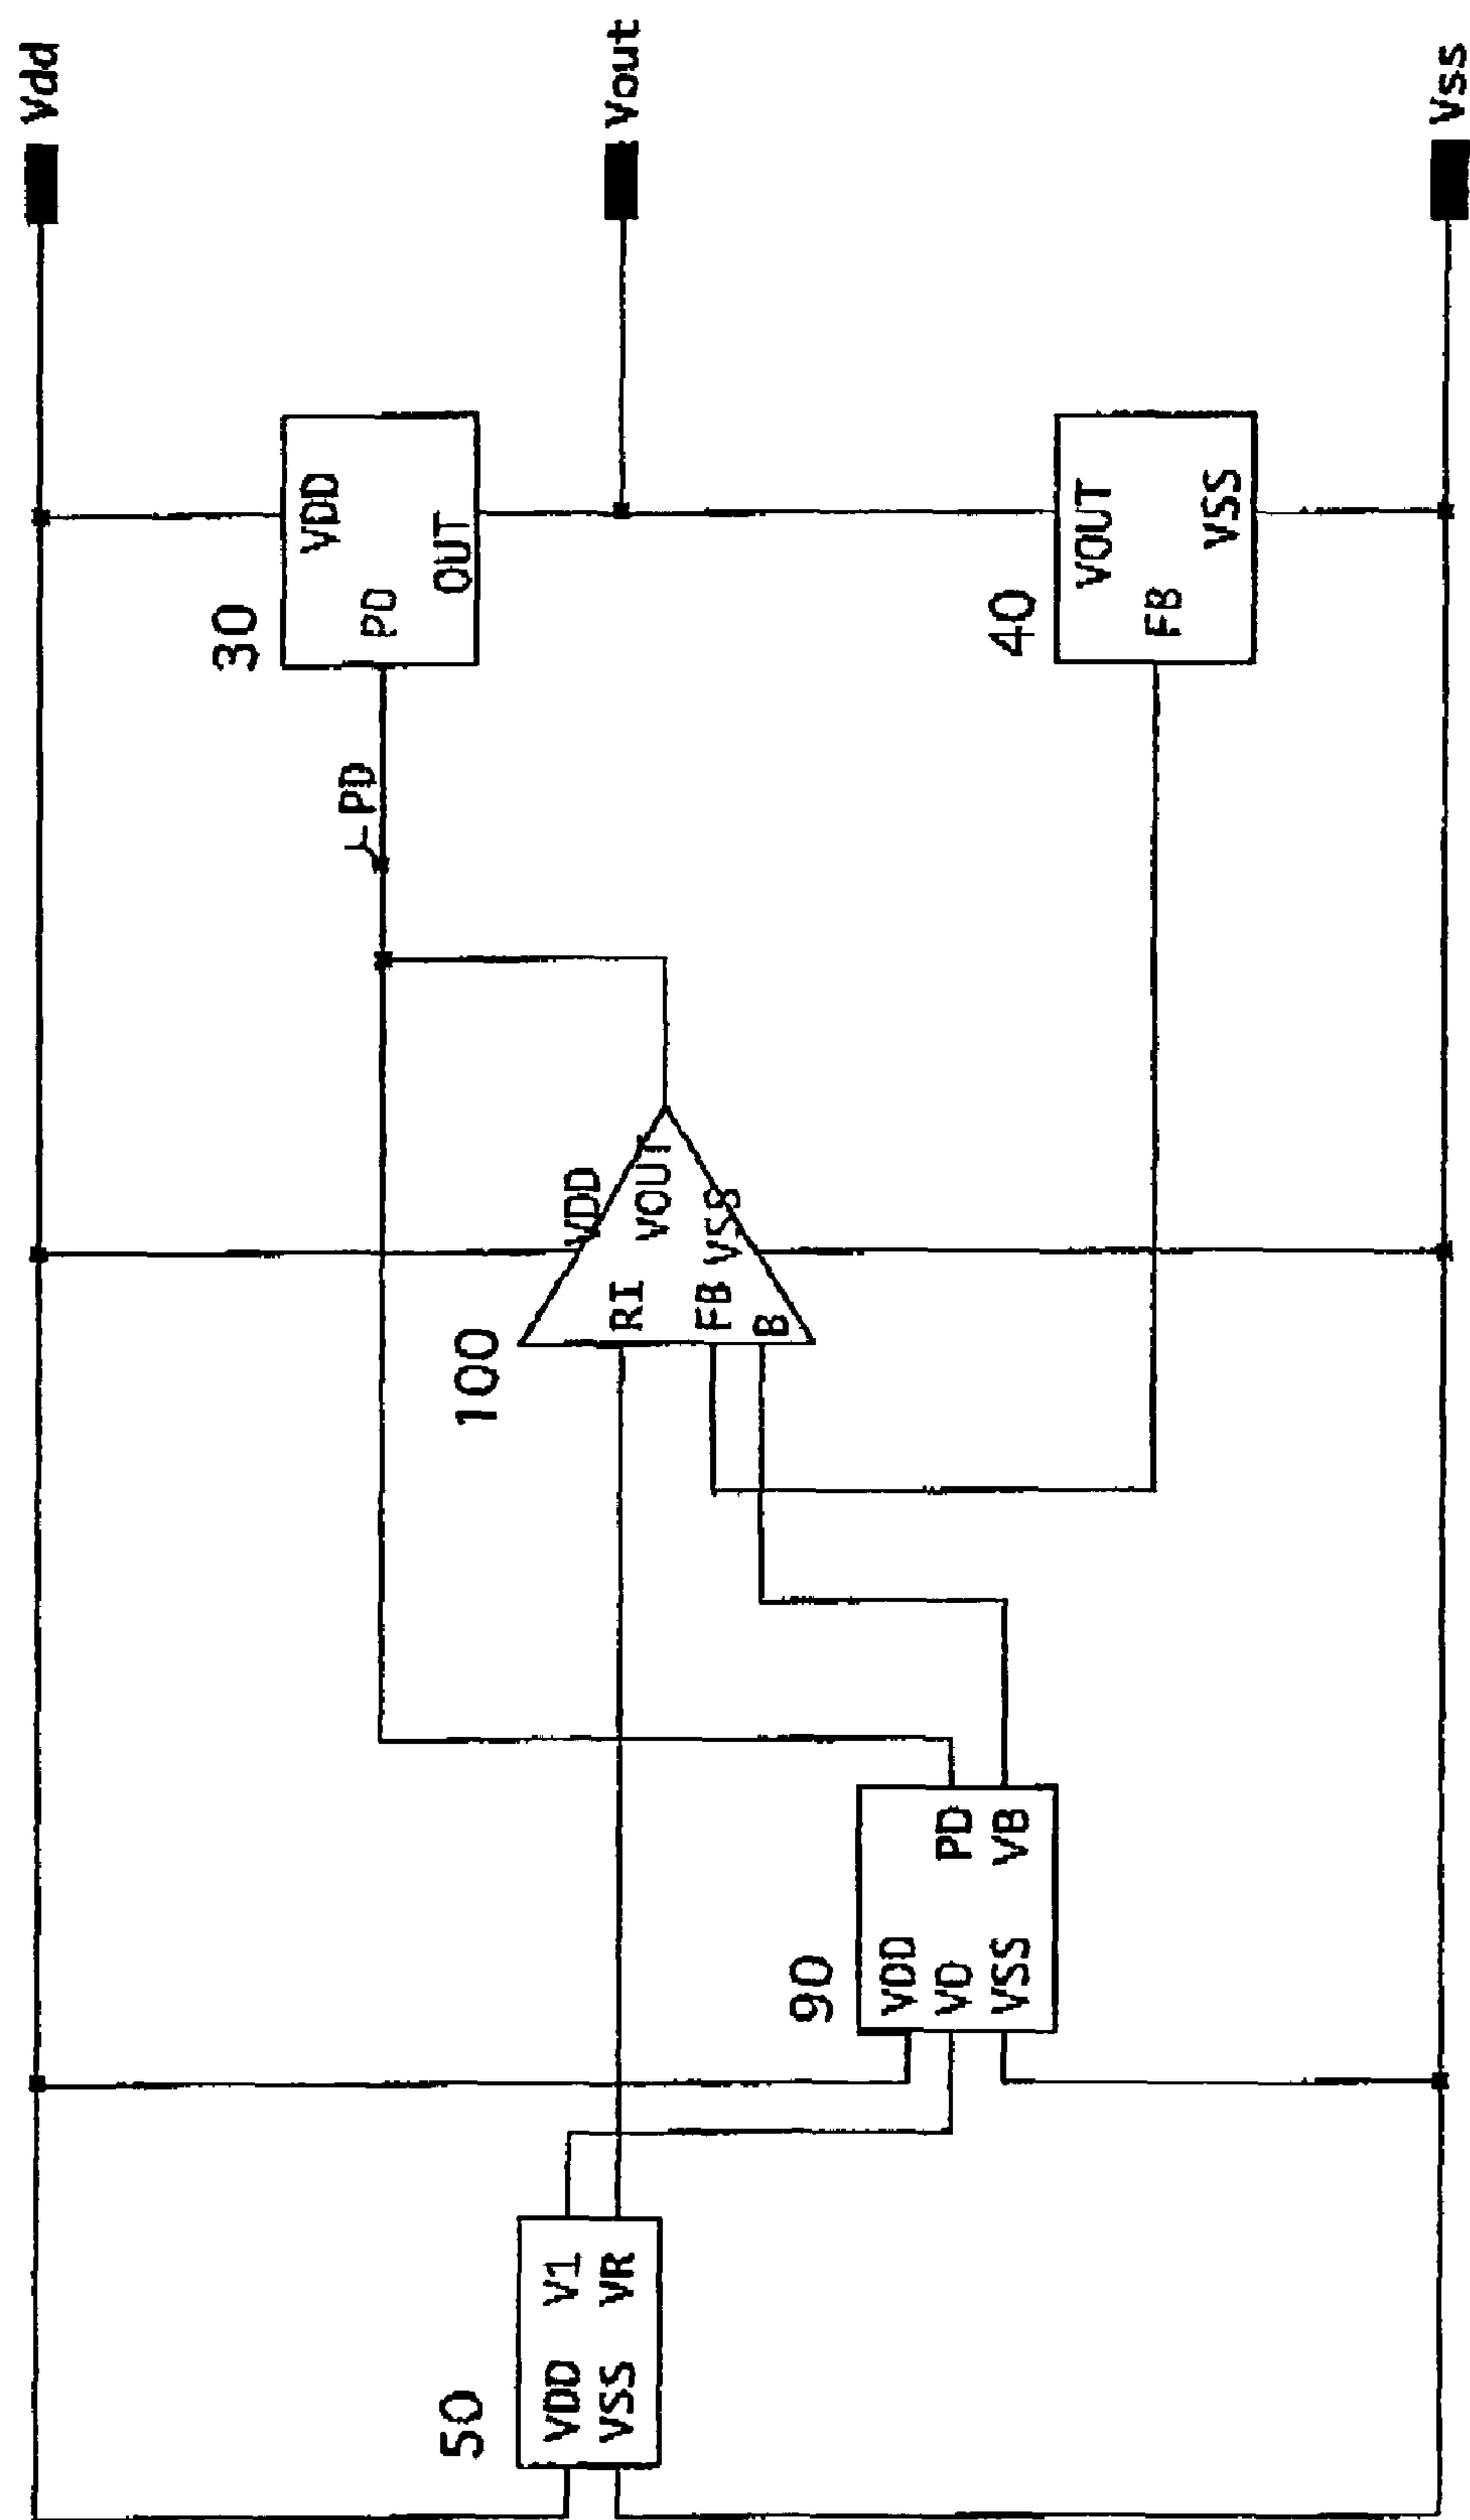 Vdd
30
VDD
PD
OUT
PD
Vout
100
VDD
VOUT
RI
VSS
FB
B
50
VDD V1
VSS VR
90
VDD
VD PD
VSS VB
40
VOUT
FB
VSS
Vss